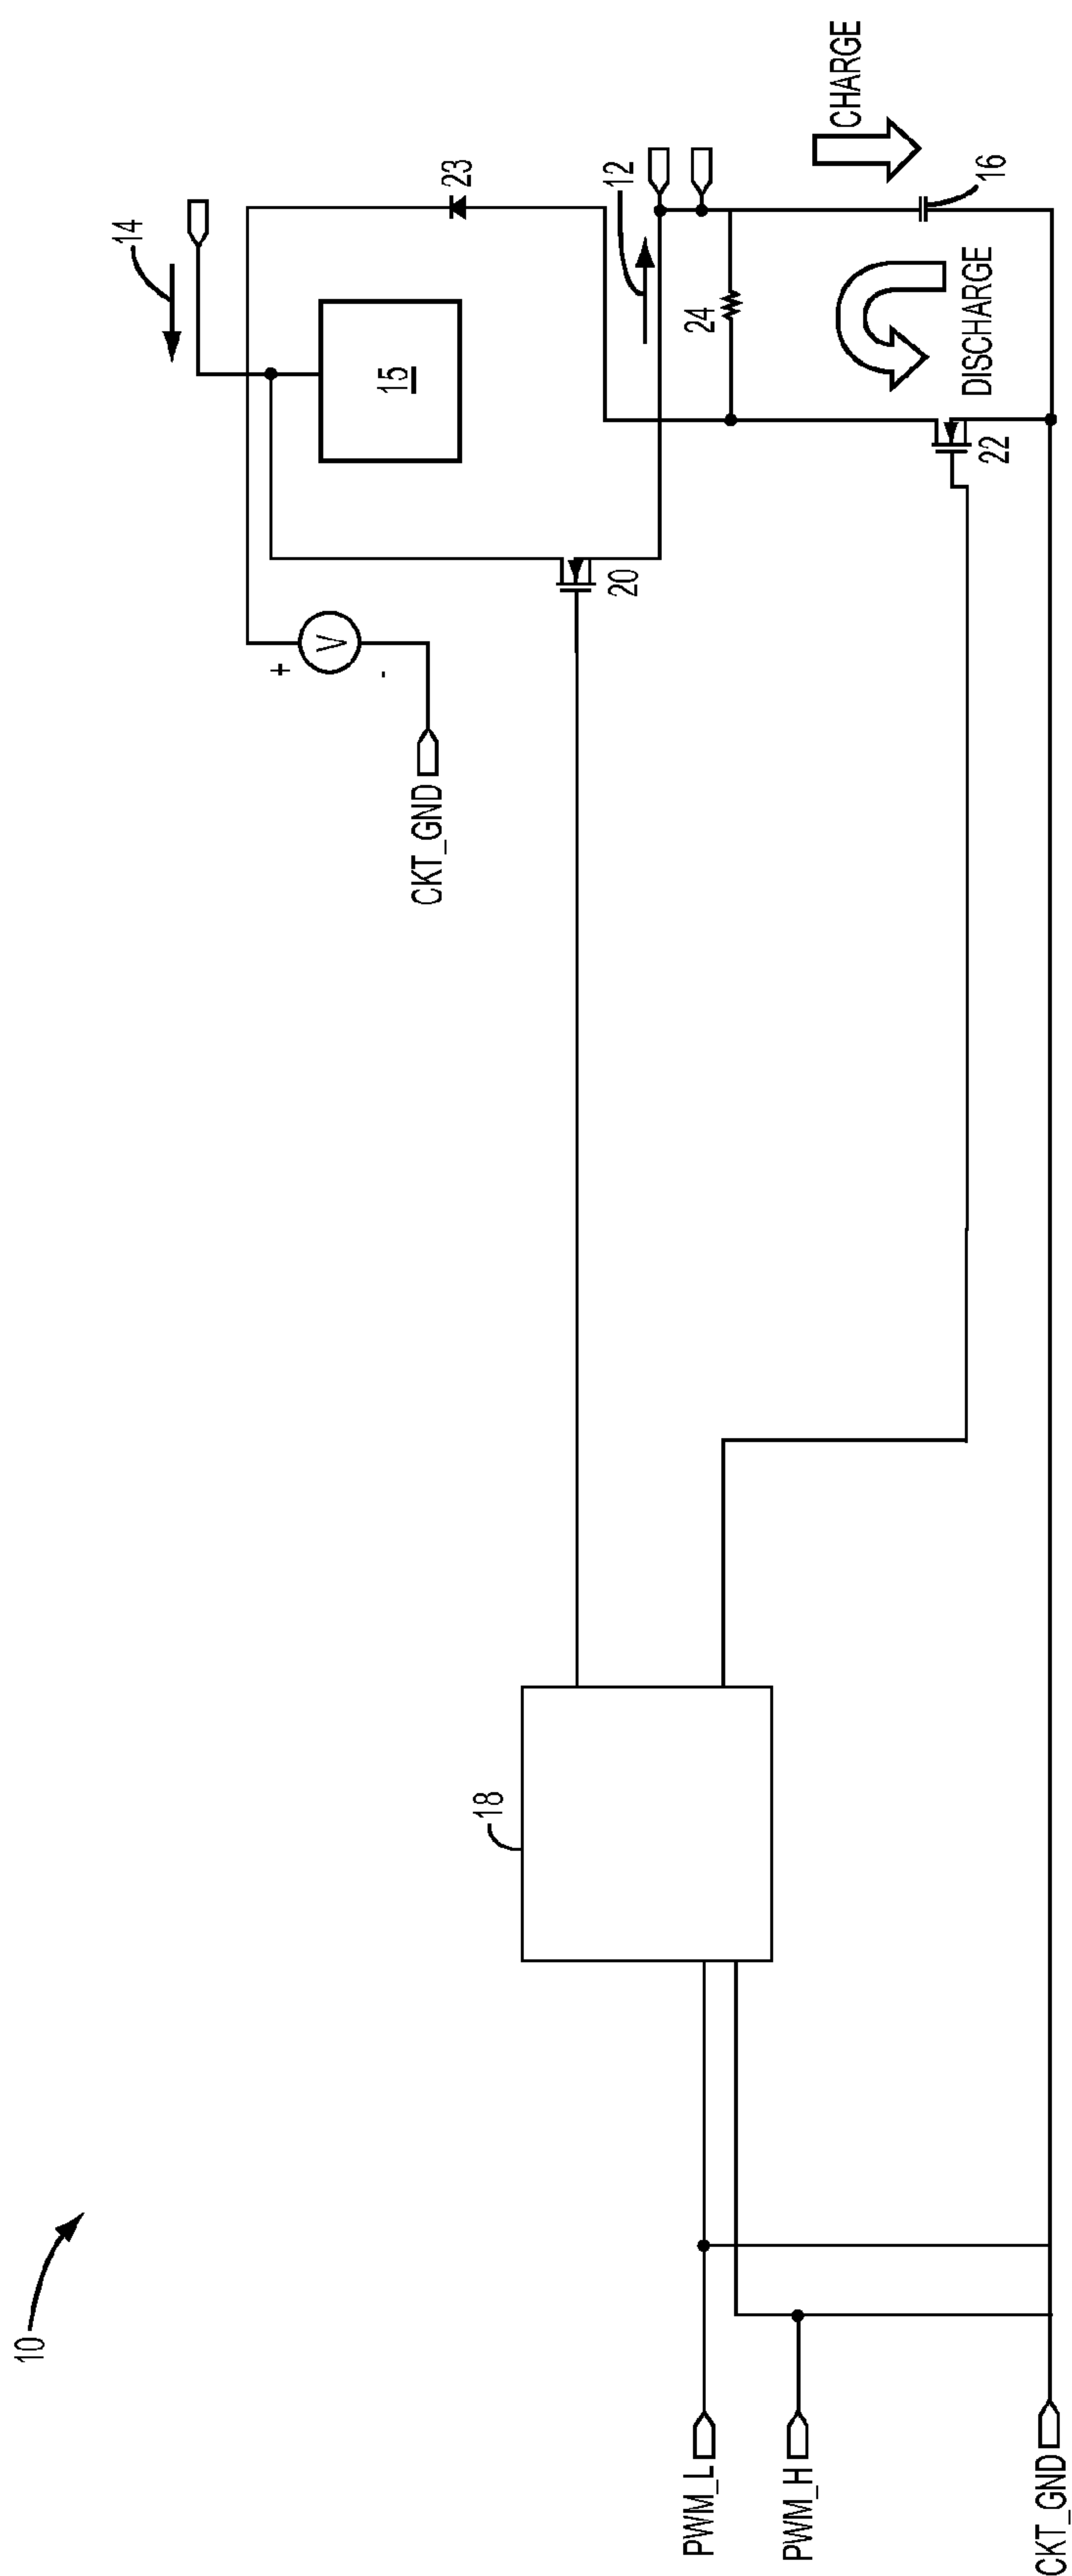 10
14
15
23
+
V
-
CKT_GND
12
20
24
CHARGE
16
DISCHARGE
22
18
PWM_L
PWM_H
CKT_GND